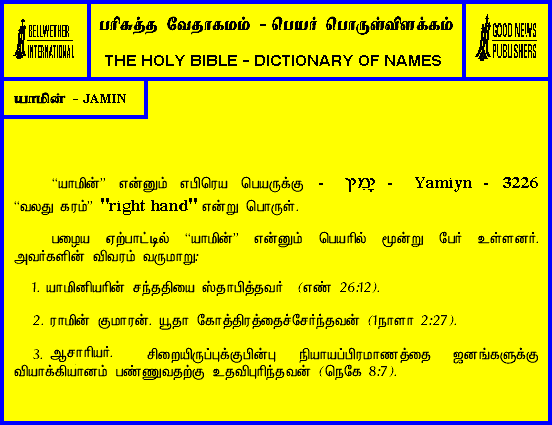 BELLWETHER
INTERNATIONAL
பரிசுத்த வேதாகமம் - பெயர் பொருள்விளக்கம்
THE HOLY BIBLE - DICTIONARY OF NAMES
GOOD NEWS
PUBLISHERS
யாமின் - JAMIN
“யாமின்” என்னும் எபிரெய பெயருக்கு - יָמִין - Yamiyn - 3226
“வலது கரம்” "right hand" என்று பொருள்.
பழைய ஏற்பாட்டில் “யாமின்” என்னும் பெயரில் மூன்று பேர் உள்ளனர்.
அவர்களின் விவரம் வருமாறு:
1. யாமினியரின் சந்ததியை ஸ்தாபித்தவர் (எண் 26:12).
2. ராமின் குமாரன். யூதா கோத்திரத்தைச்சேர்ந்தவன் (1நாளா 2:27).
3. ஆசாரியர். சிறையிருப்புக்குபின்பு நியாயப்பிரமாணத்தை ஜனங்களுக்கு
வியாக்கியானம் பண்ணுவதற்கு உதவிபுரிந்தவன் (நெகே 8:7).